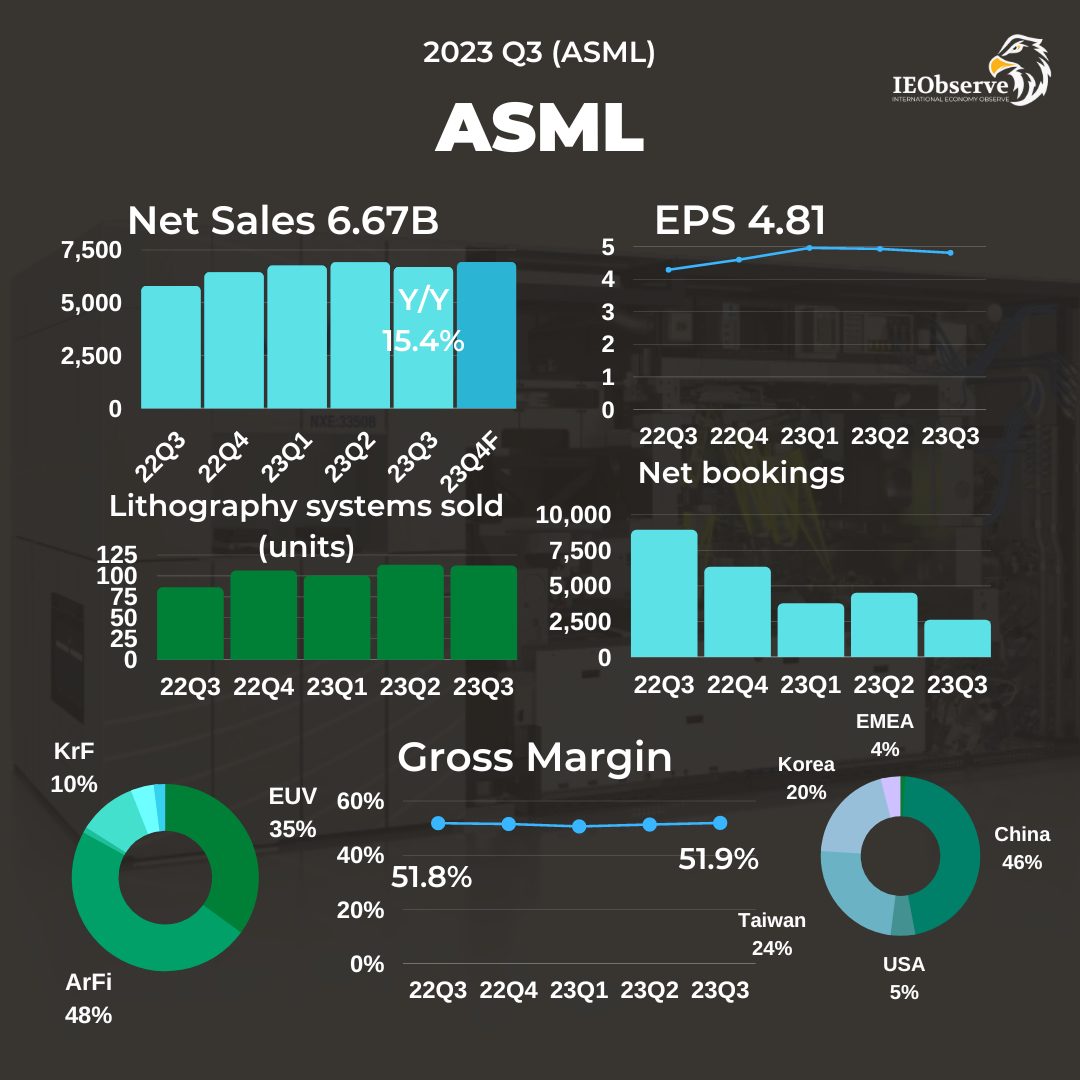 2023 Q3 (ASML)
IEObserve
INTERNATIONAL ECONOMY OBSERVE
ASML
Net Sales 6.67B
7,500
5,000
2,500
0
Y/Y
15.4%
22Q3
22Q4
23Q1
23Q2
23Q3
23Q4F
EPS 4.81
5
4
3
2
1
0
22Q3 22Q4 23Q1 23Q2 23Q3
NXE:3350B
Lithography systems sold
(units)
125
100
75
50
25
0
22Q3 22Q4 23Q1 23Q2 23Q3
Net bookings
10,000
7,500
5,000
2,500
0
22Q3 22Q4 23Q1 23Q2 23Q3
KrF
10%
EUV
35%
ArFi
48%
Gross Margin
60%
40%
20%
0%
51.8%
51.9%
22Q3 22Q4 23Q1 23Q2 23Q3
EMEA
4%
Korea
20%
China
46%
Taiwan
24%
USA
5%